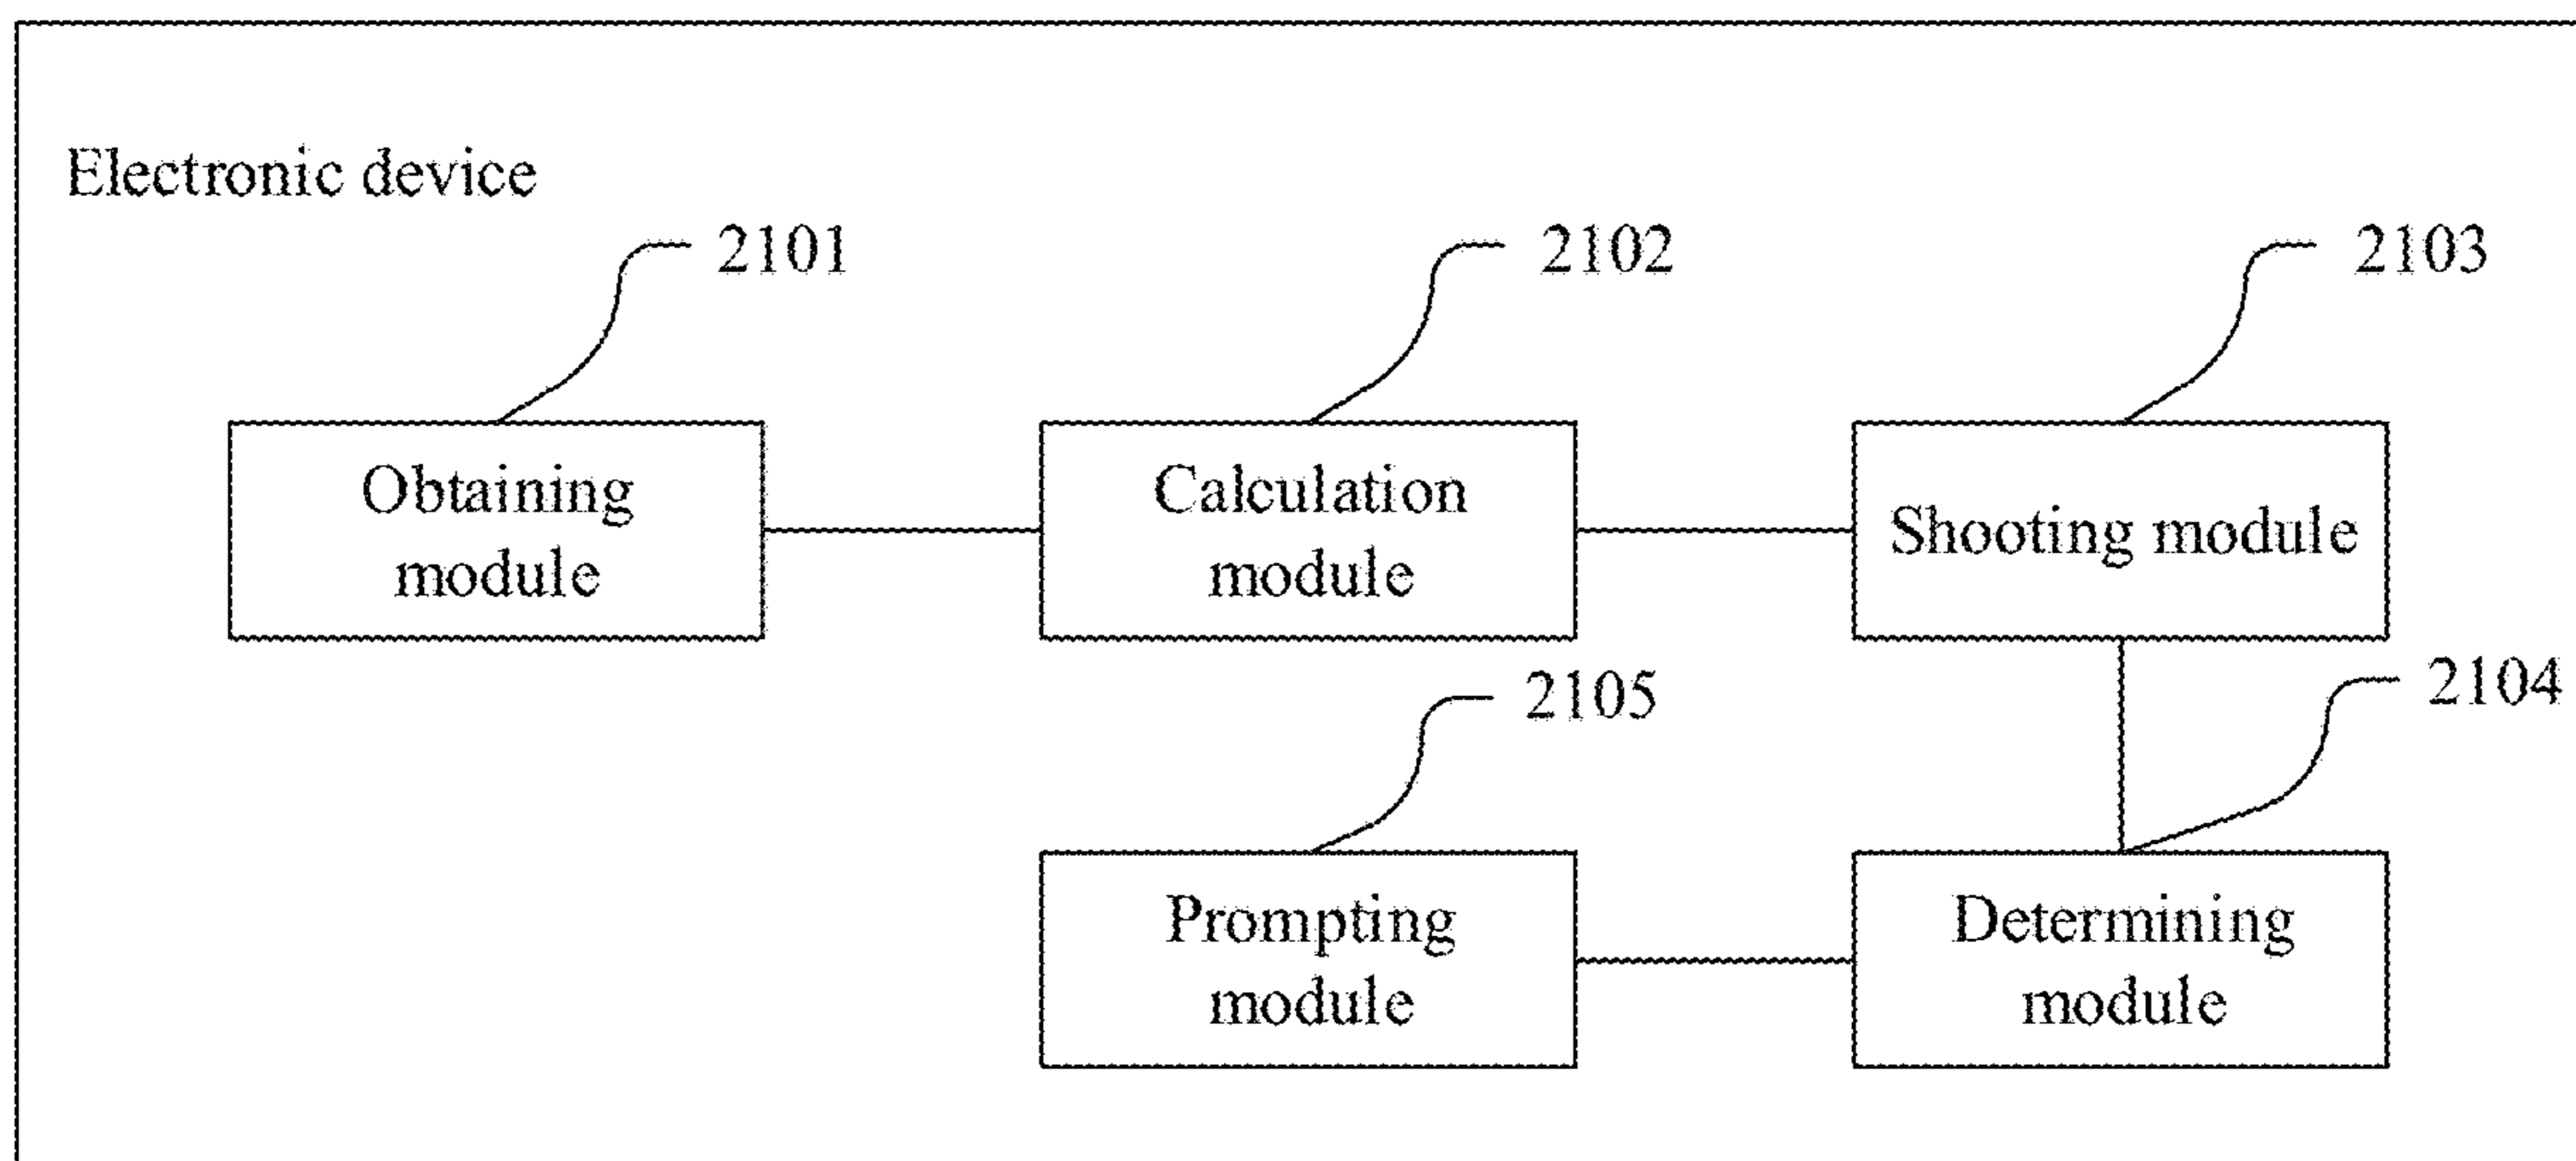 Electronic device
2101
2102
2103
Obtaining
module
Calculation
module
Shooting module
2105
2104
Prompting
module
Determining
module